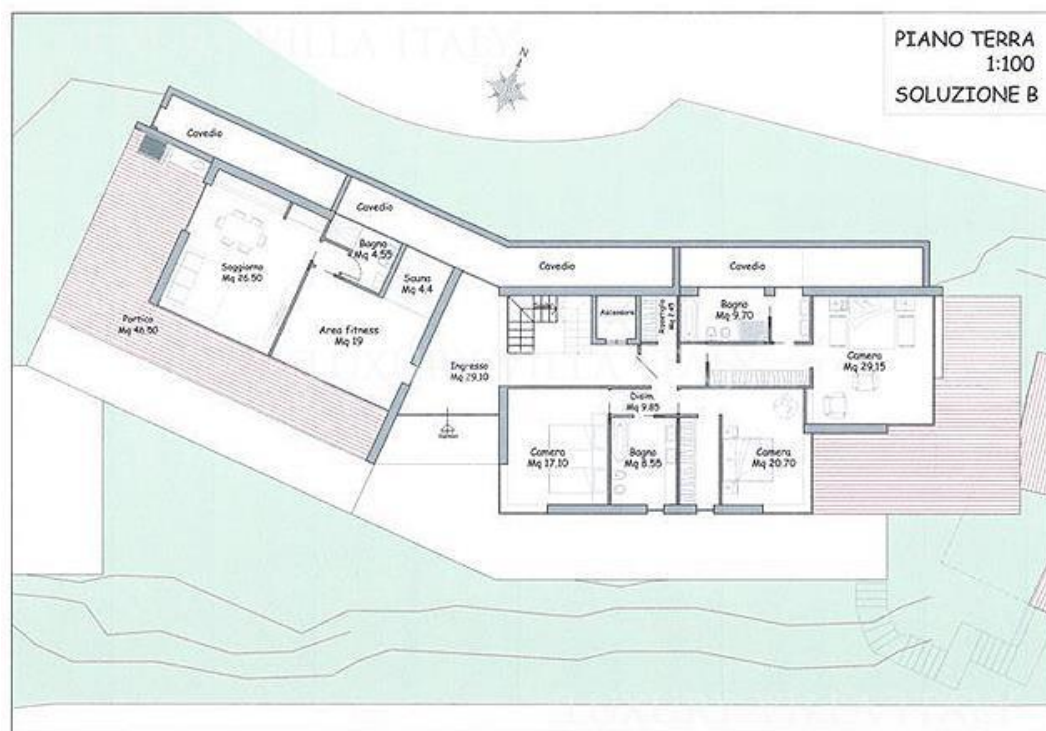 PIANO TERRA
1:100
SOLUZIONE B
N
Cavedio
Cavedio
Cavedio
Cavedio
Bagno
Mq 4.55
Sauna
Mq 4.4
Soggiorno
Mq 26.50
Portico
Mq 46.50
Area fitness
Mq 19
Ingresso
Mq 29.10
Ascensore
Bagno
Mq 9.70
Camera
Mq 29.15
Disim.
Mq 9.85
Camera
Mq 17.10
Bagno
Mq 8.55
Camera
Mq 20.70